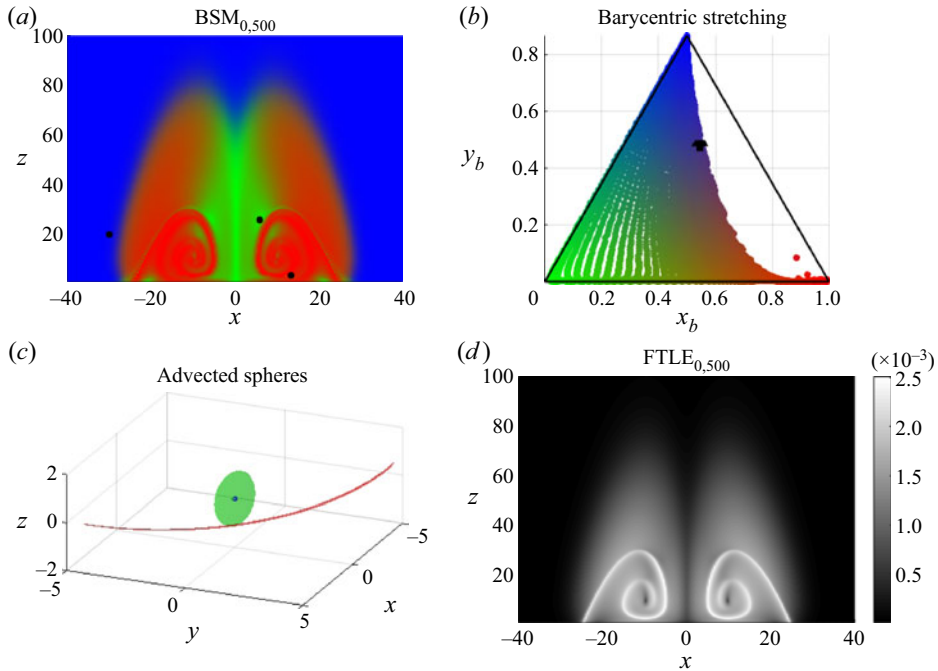 (a) BSM0,500
100
80
60
z
40
20
−40 −20 0 20 40
x
(b) Barycentric stretching
0.8
0.6
yb
0.4
0.2
0 0.2 0.4 0.6 0.8 1.0
xb
(c) Advected spheres
2
z 0
−2
−5
0
y
5
−5
0
x
(d) FTLE0,500 (×10−3)
100
80
60
z
40
20
−40 −20 0 20 40
x
2.5
2.0
1.5
1.0
0.5